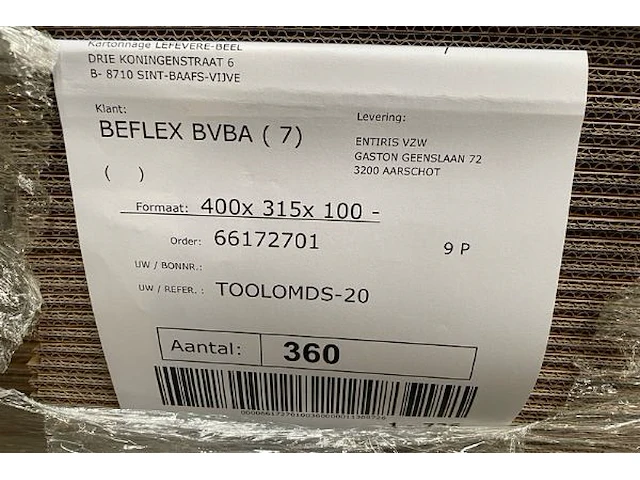 Kartonnage LEFEVERE-BEEL
DRIE KONINGENSTRAAT 6
B- 8710 SINT-BAAFS-VIJVE
Klant:
BEFLEX BVBA ( 7)
( )
Levering:
ENTIRIS VZW
GASTON GEENSLAAN 72
3200 AARSCHOT
Formaat: 400x 315x 100 -
Order: 66172701
9 P
UW / BONNR.:
UW / REFER. : TOOLOMDS-20
Aantal: 360